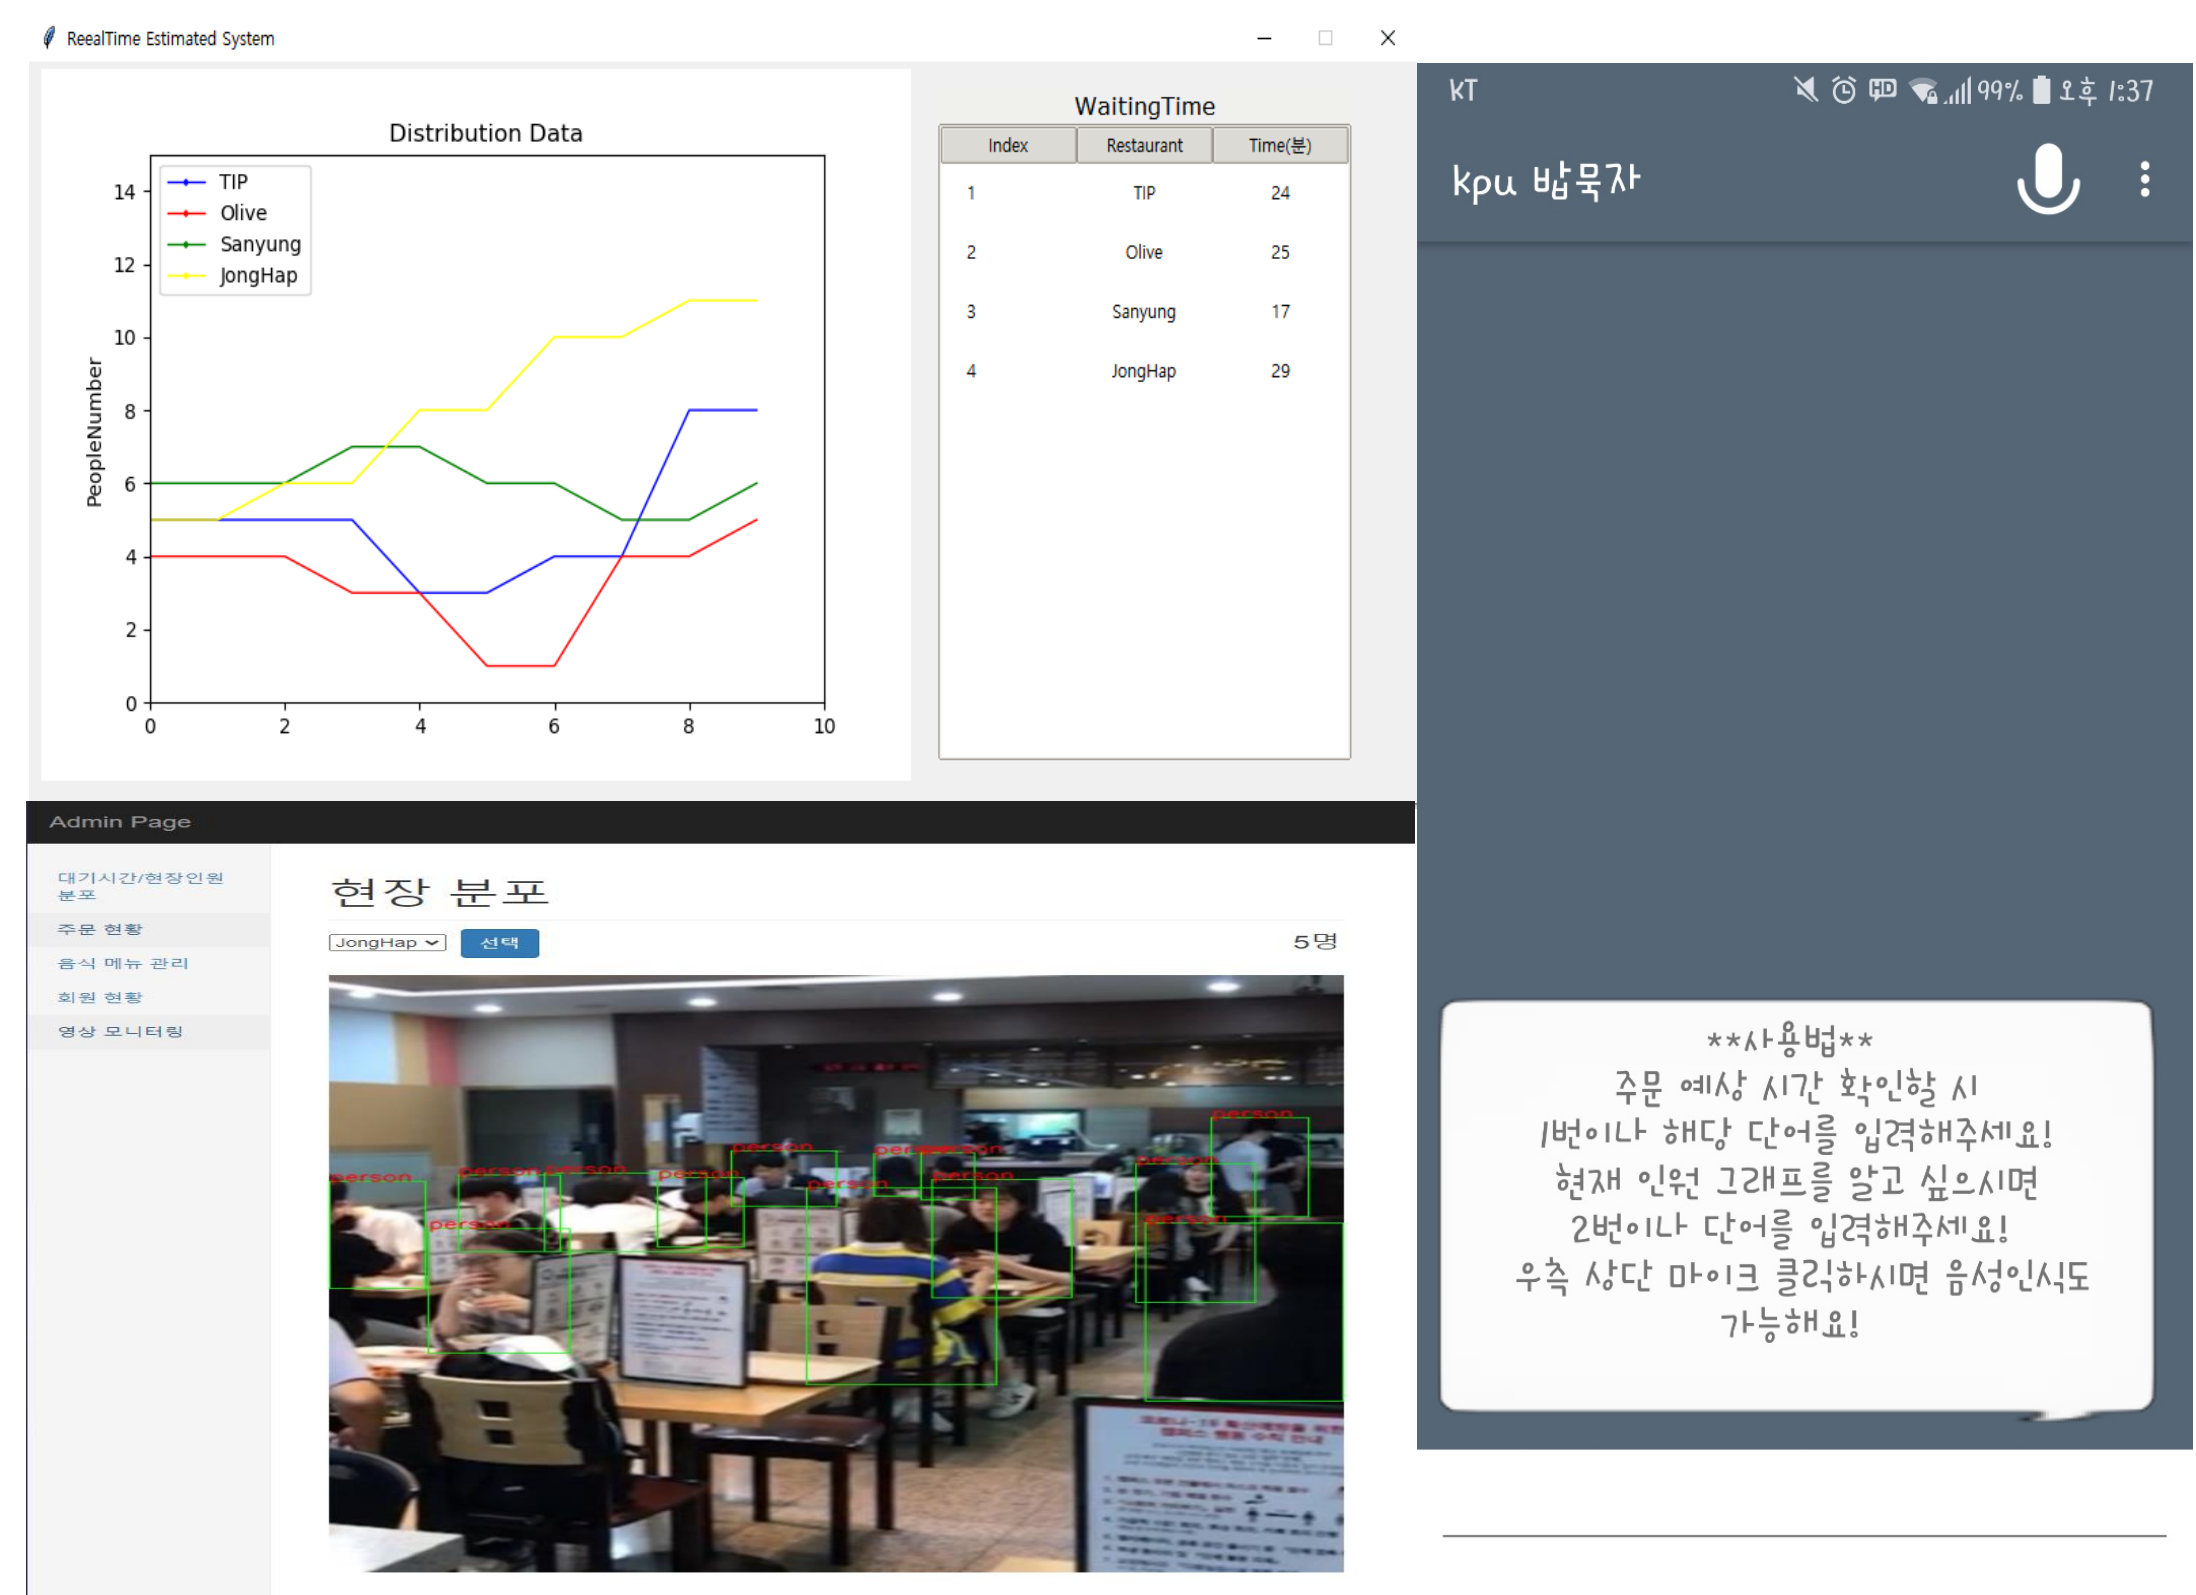 ReealTime Estimated System
Distribution Data
TIP
Olive
Sanyung
JongHap
PeopleNumber
14
12
10
8
6
4
2
0
0 2 4 6 8 10
WaitingTime
Index Restaurant Time(분)
1 TIP 24
2 Olive 25
3 Sanyung 17
4 JongHap 29
KT 99% 오후 1:37
kpu 밥묵자
**사용법**
주문 예상 시간 확인할 시
1번이나 해당 단어를 입력해주세요!
현재 인원 그래프를 알고 싶으시면
2번이나 단어를 입력해주세요!
우측 상단 마이크 클릭하시면 음성인식도
가능해요!
Admin Page
대기시간/현장인원
분포
주문 현황
음식 메뉴 관리
회원 현황
영상 모니터링
현장 분포
JongHap 선택 5명
person
person
person
person
person
person
person
person
person
person
person
person